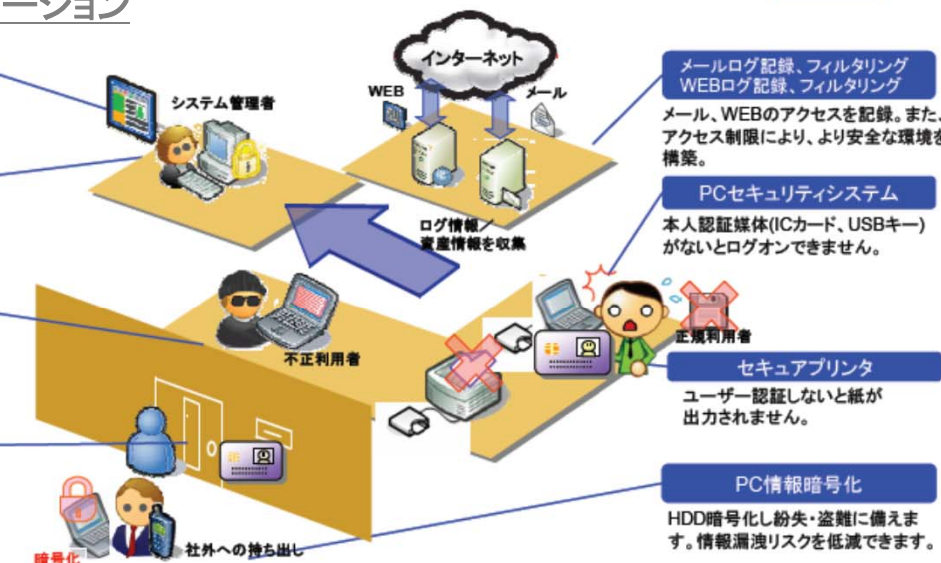 ーション
インターネット
WEB
メール
システム管理者
ログ情報／
資産情報を収集
不正利用者
正規利用者
社外への持ち出し
暗号化
メールログ記録、フィルタリング
WEBログ記録、フィルタリング
メール、WEBのアクセスを記録。また、
アクセス制限により、より安全な環境を
構築。
PCセキュリティシステム
本人認証媒体(ICカード、USBキー)
がないとログオンできません。
セキュアプリンタ
ユーザー認証しないと紙が
出力されません。
PC情報暗号化
HDD暗号化し紛失・盗難に備えま
す。情報漏洩リスクを低減できます。